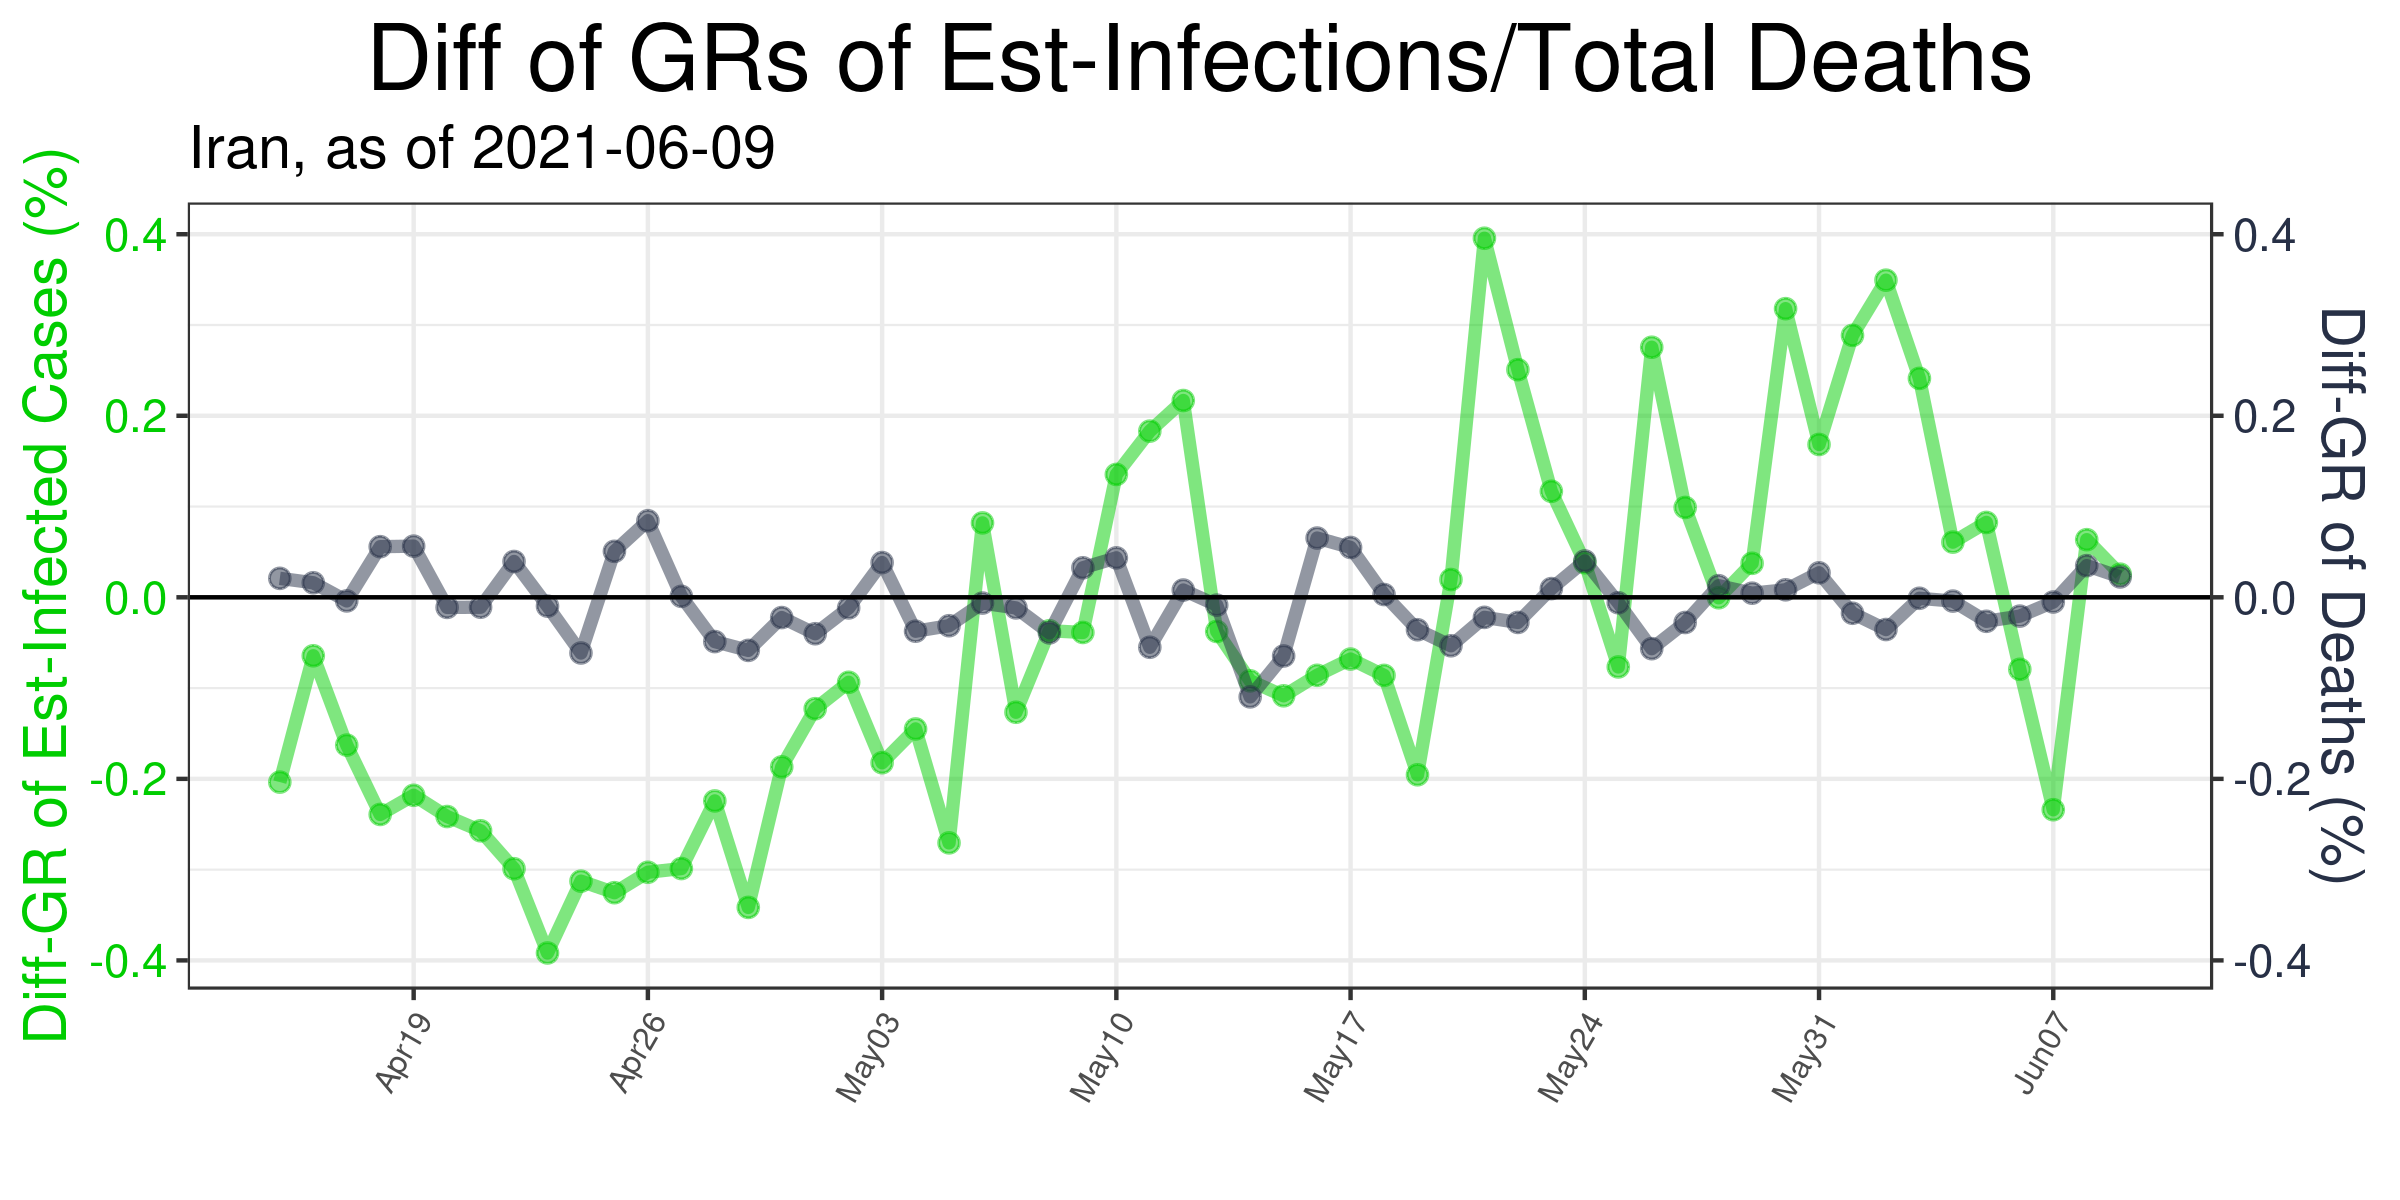 Diff of GRs of Est-Infections/Total Deaths
Iran, as of 2021-06-09
Diff-GR of Est-Infected Cases (%)
0.4
0.2
0.0
-0.2
-0.4
0.4
0.2
0.0
-0.2
-0.4
Diff-GR of Deaths (%)
Apr19
Apr26
May03
May10
May17
May24
May31
Jun07